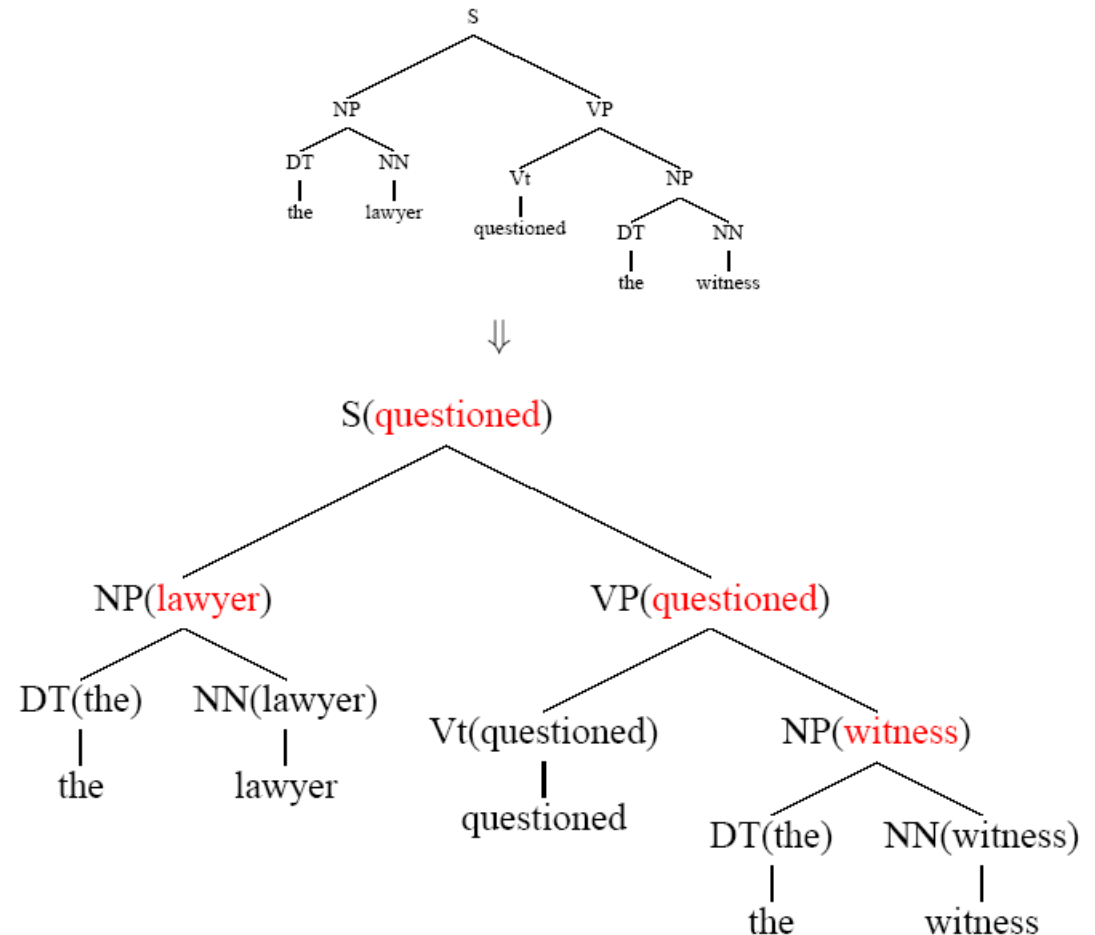 S
NP VP
DT NN
the lawyer
Vt NP
questioned
DT NN
the witness
⇓
S(questioned)
NP(lawyer) VP(questioned)
DT(the) NN(lawyer)
the lawyer
Vt(questioned) NP(witness)
questioned
DT(the) NN(witness)
the witness